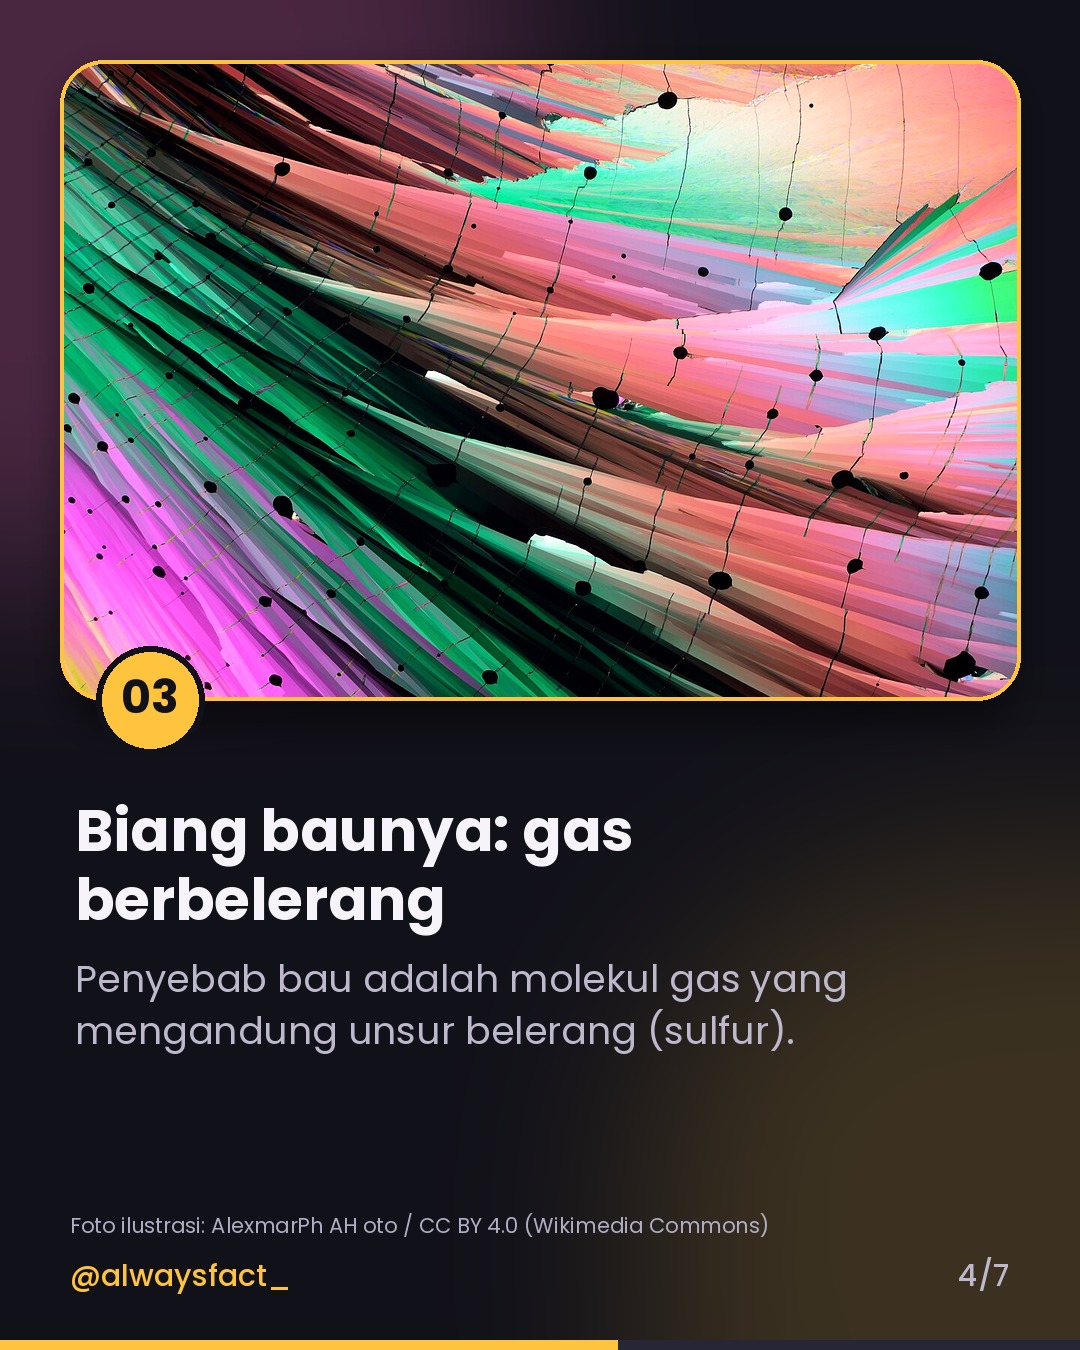 03
Biang baunya: gas
berbelerang
Penyebab bau adalah molekul gas yang
mengandung unsur belerang (sulfur).
Foto ilustrasi: AlexmarPh AH oto / CC BY 4.0 (Wikimedia Commons)
@alwaysfact_
4/7